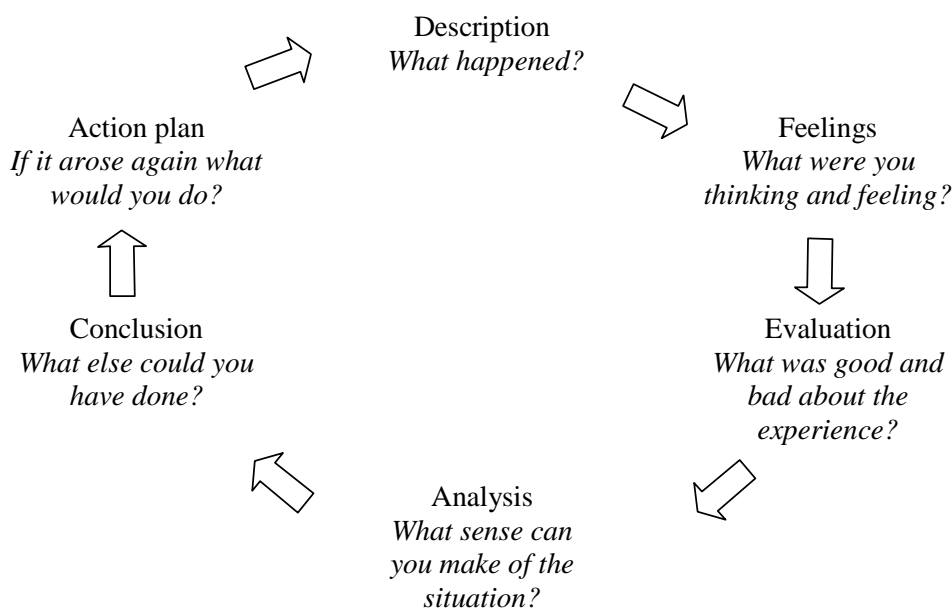 Description
What happened?
Feelings
What were you
thinking and feeling?
Evaluation
What was good and
bad about the
experience?
Analysis
What sense can
you make of the
situation?
Conclusion
What else could you
have done?
Action plan
If it arose again what
would you do?